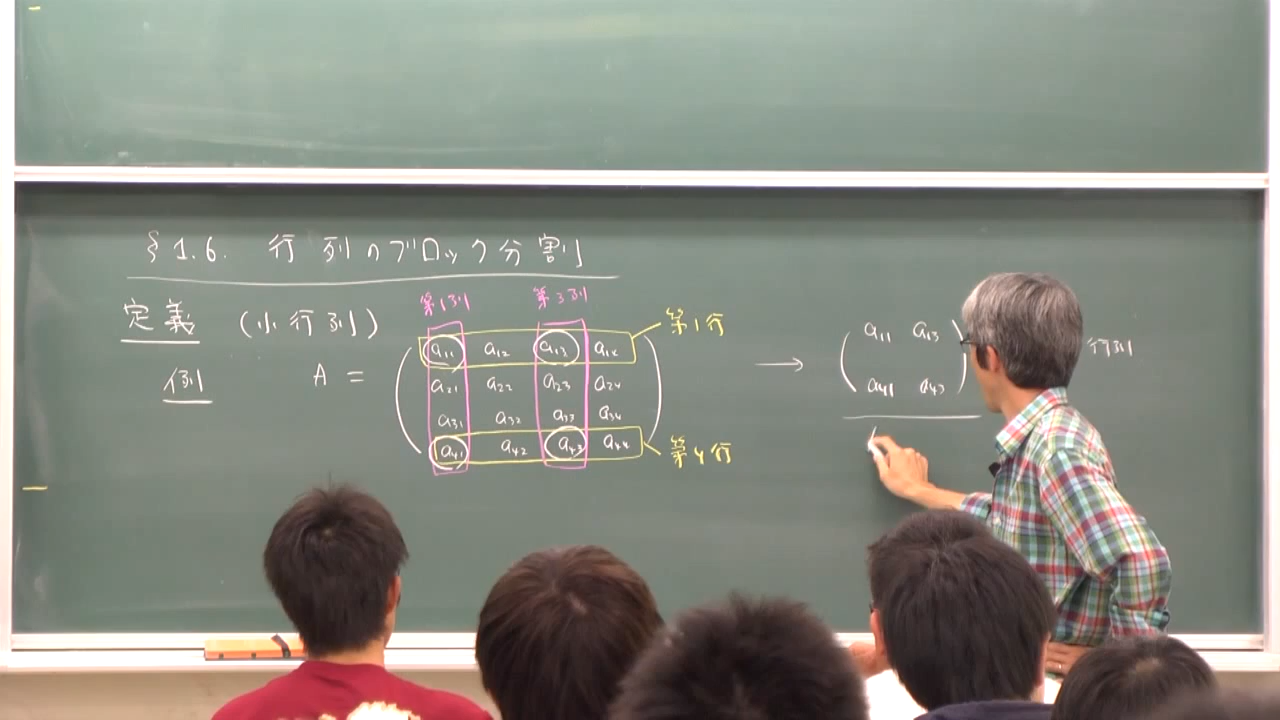 §1.6. 行列のブロック分割
定義 (小行列)
第1列 第3列
第1行
例 A =
a11 a12 a13 a14
a21 a22 a23 a24
a31 a32 a33 a34
a41 a42 a43 a44
第4行
→
a11 a13
a41 a43
行列